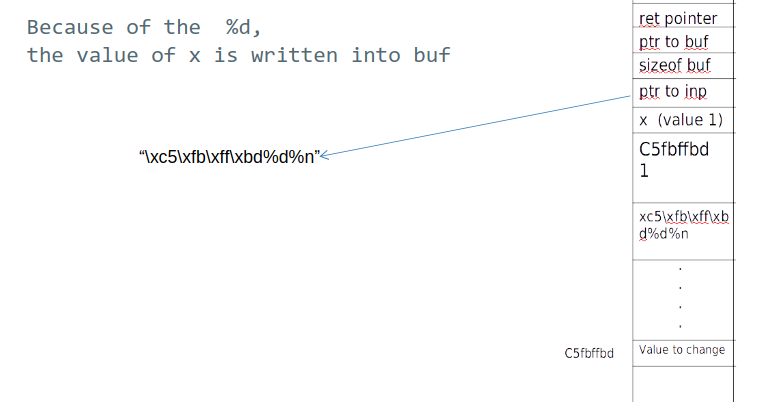 Because of the  %d,
the value of x is written into buf
“\xc5\xfb\xff\xbd%d%n”
ret pointer
ptr to buf
sizeof buf
ptr to inp
x  (value 1)
C5fbffbd
1
xc5\xfb\xff\xb
d%d%n
.
.
.
.
C5fbffbd
Value to change